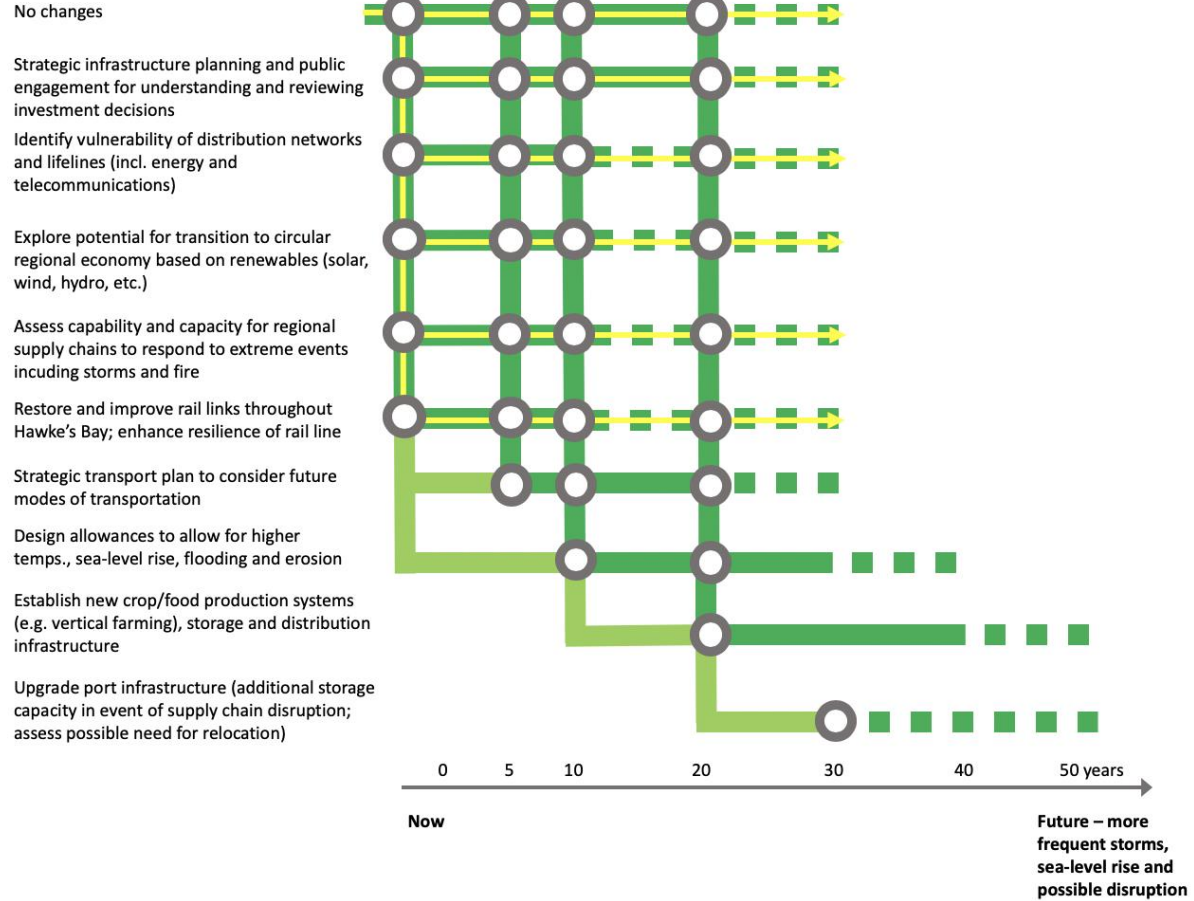 No changes
Strategic infrastructure planning and public
engagement for understanding and reviewing
investment decisions
Identify vulnerability of distribution networks
and lifelines (incl. energy and
telecommunications)
Explore potential for transition to circular
regional economy based on renewables (solar,
wind, hydro, etc.)
Assess capability and capacity for regional
supply chains to respond to extreme events
incuding storms and fire
Restore and improve rail links throughout
Hawke's Bay; enhance resilience of rail line
Strategic transport plan to consider future
modes of transportation
Design allowances to allow for higher
temps., sea-level rise, flooding and erosion
Establish new crop/food production systems
(e.g. vertical farming), storage and distribution
infrastructure
Upgrade port infrastructure (additional storage
capacity in event of supply chain disruption;
assess possible need for relocation)
0 5 10 20 30 40 50 years
Now
Future – more
frequent storms,
sea-level rise and
possible disruption